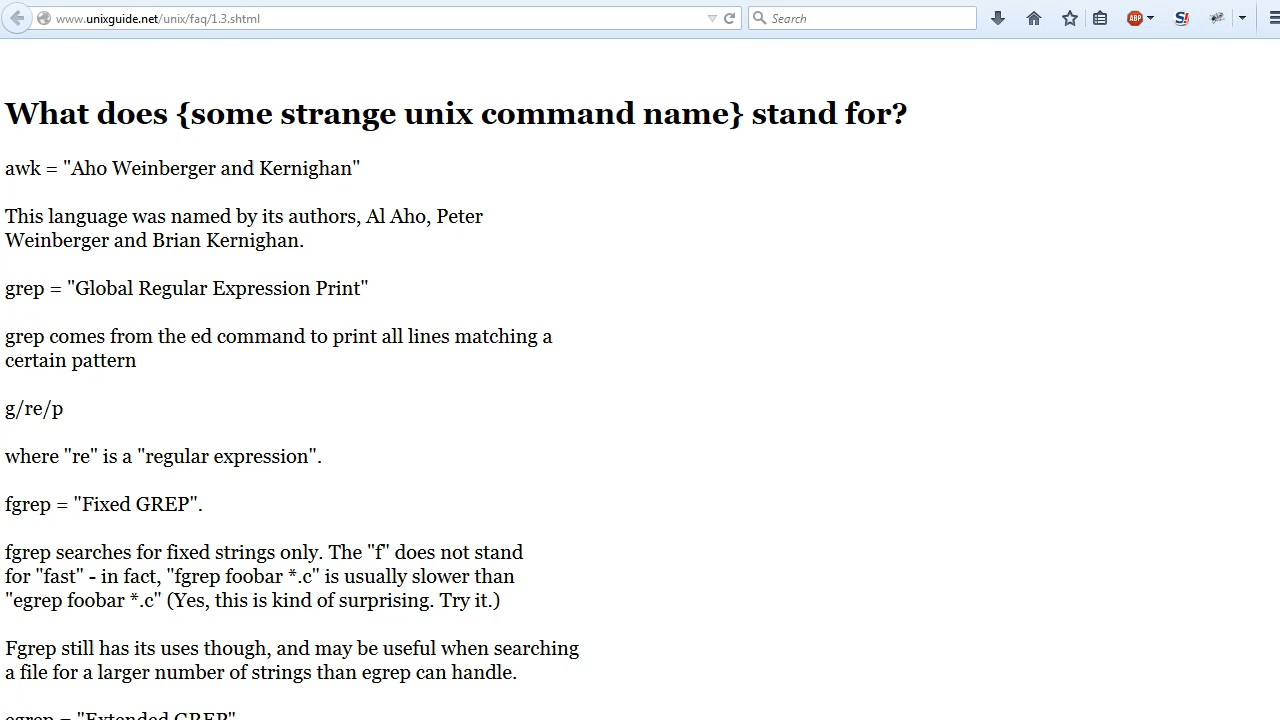 www.unixguide.net/unix/faq/1.3.shtml
Search
ABP
S!
What does {some strange unix command name} stand for?
awk = "Aho Weinberger and Kernighan"
This language was named by its authors, Al Aho, Peter
Weinberger and Brian Kernighan.
grep = "Global Regular Expression Print"
grep comes from the ed command to print all lines matching a
certain pattern
g/re/p
where "re" is a "regular expression".
fgrep = "Fixed GREP".
fgrep searches for fixed strings only. The "f" does not stand
for "fast" - in fact, "fgrep foobar *.c" is usually slower than
"egrep foobar *.c" (Yes, this is kind of surprising. Try it.)
Fgrep still has its uses though, and may be useful when searching
a file for a larger number of strings than egrep can handle.
egrep = "Extended GREP"